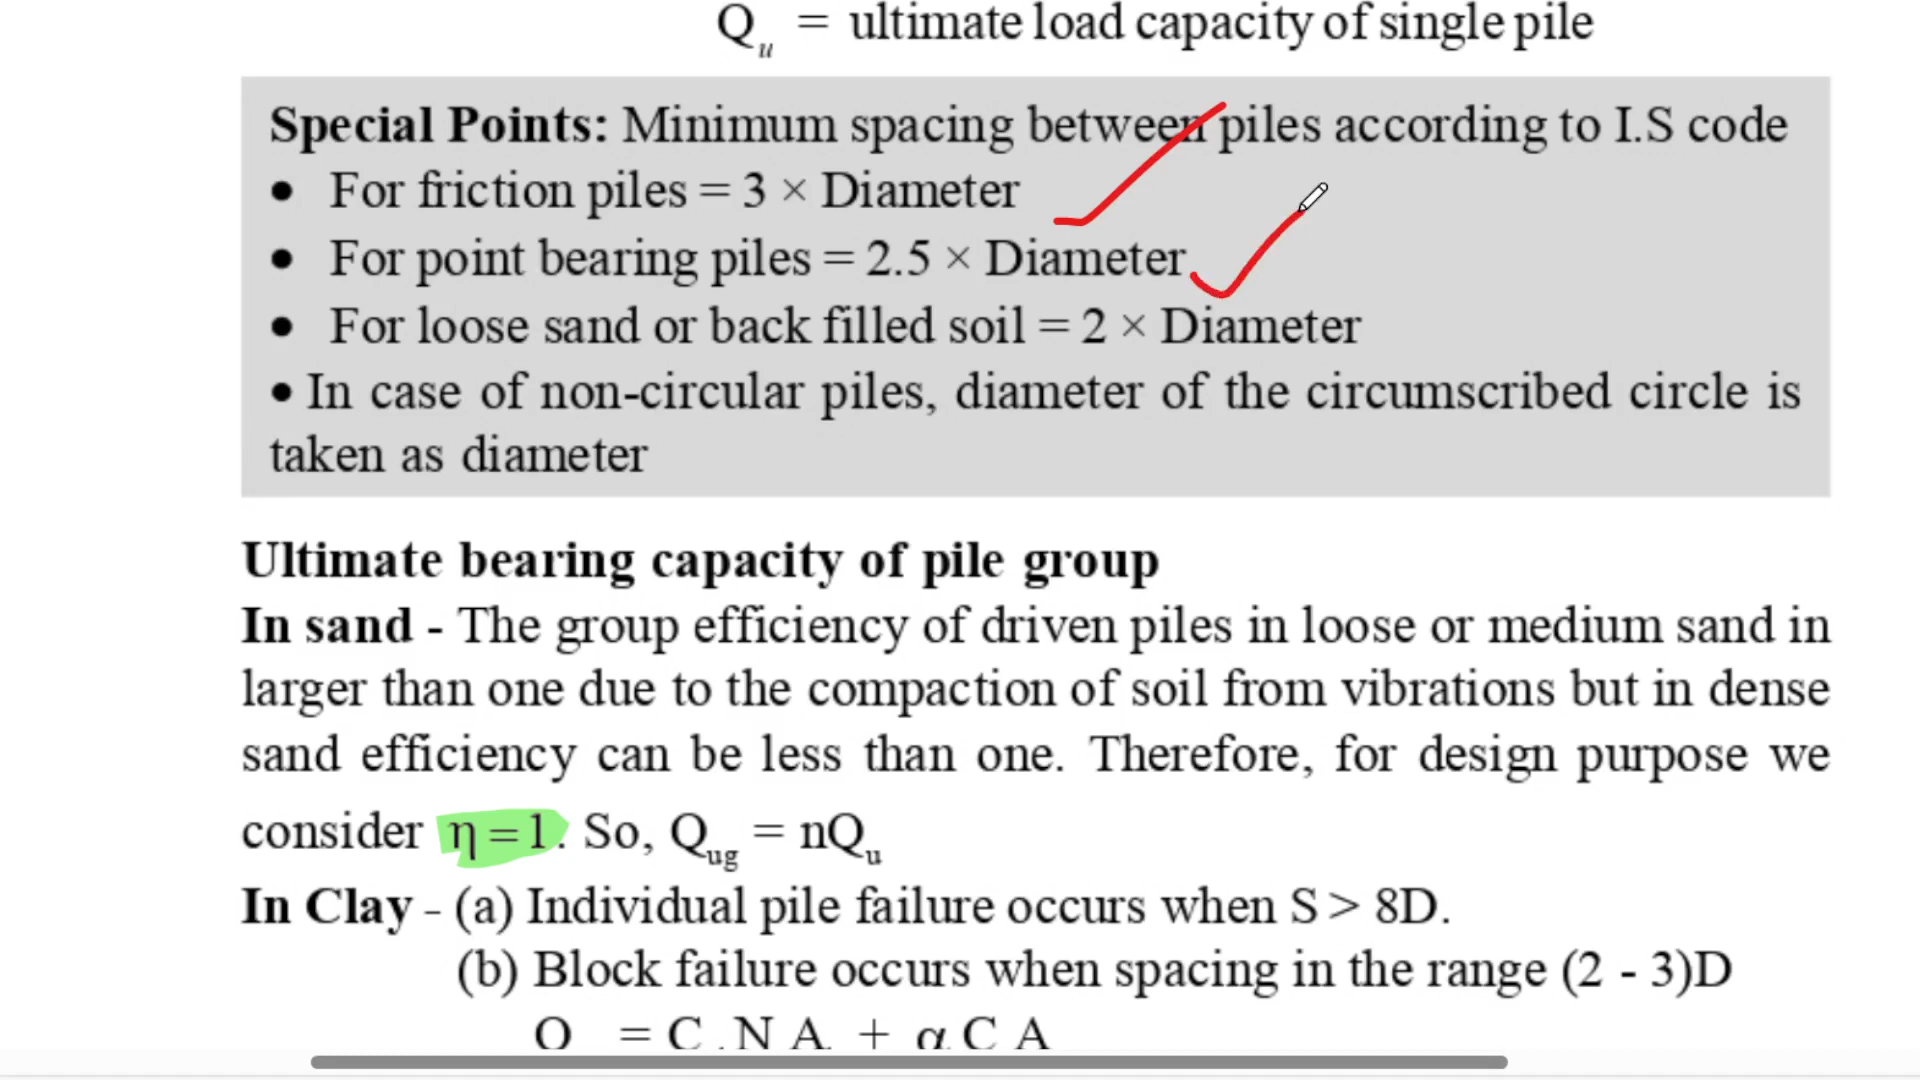 Qu = ultimate load capacity of single pile
Special Points: Minimum spacing between piles according to I.S code
● For friction piles = 3 × Diameter
● For point bearing piles = 2.5 × Diameter
● For loose sand or back filled soil = 2 × Diameter
● In case of non-circular piles, diameter of the circumscribed circle is
taken as diameter
Ultimate bearing capacity of pile group
In sand - The group efficiency of driven piles in loose or medium sand in
larger than one due to the compaction of soil from vibrations but in dense
sand efficiency can be less than one. Therefore, for design purpose we
consider η = 1. So, Qug = nQu
In Clay - (a) Individual pile failure occurs when S > 8D.
(b) Block failure occurs when spacing in the range (2 - 3)D